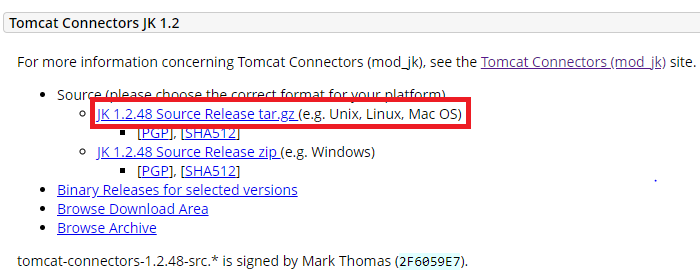 Tomcat Connectors JK 1.2
For more information concerning Tomcat Connectors (mod_jk), see the Tomcat Connectors (mod_jk) site.
Source (please choose the correct format for your platform)
JK 1.2.48 Source Release tar.gz (e.g. Unix, Linux, Mac OS)
[PGP], [SHA512]
JK 1.2.48 Source Release zip (e.g. Windows)
[PGP], [SHA512]
Binary Releases for selected versions
Browse Download Area
Browse Archive
tomcat-connectors-1.2.48-src.* is signed by Mark Thomas (2F6059E7).